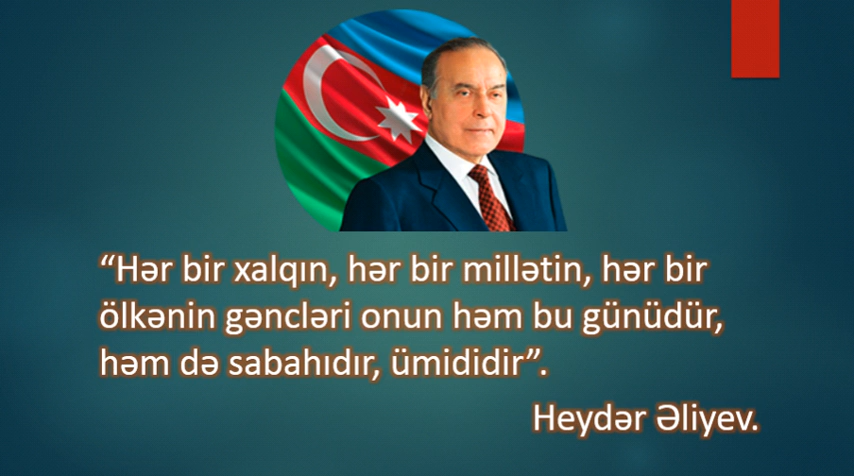 “Hər bir xalqın, hər bir millətin, hər bir
ölkənin gəncləri onun həm bu günüdür,
həm də sabahıdır, ümididir”.
Heydər Əliyev.